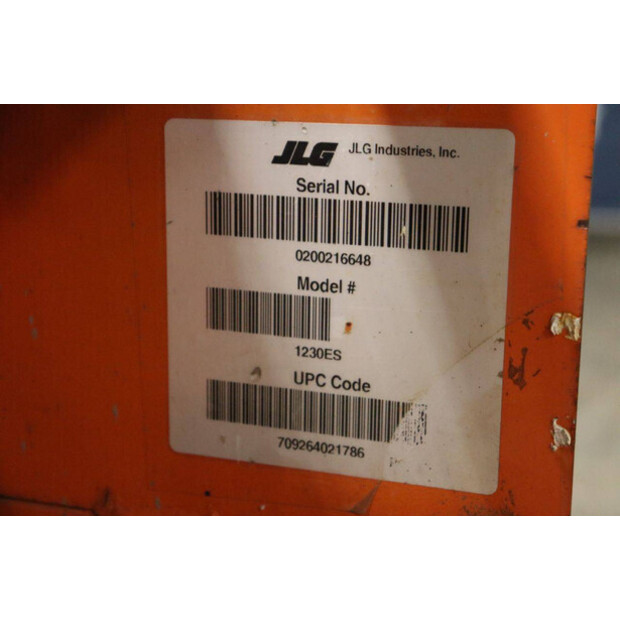 JLG JLG Industries, Inc.
Serial No.
0200216648
Model #
1230ES
UPC Code
709264021786